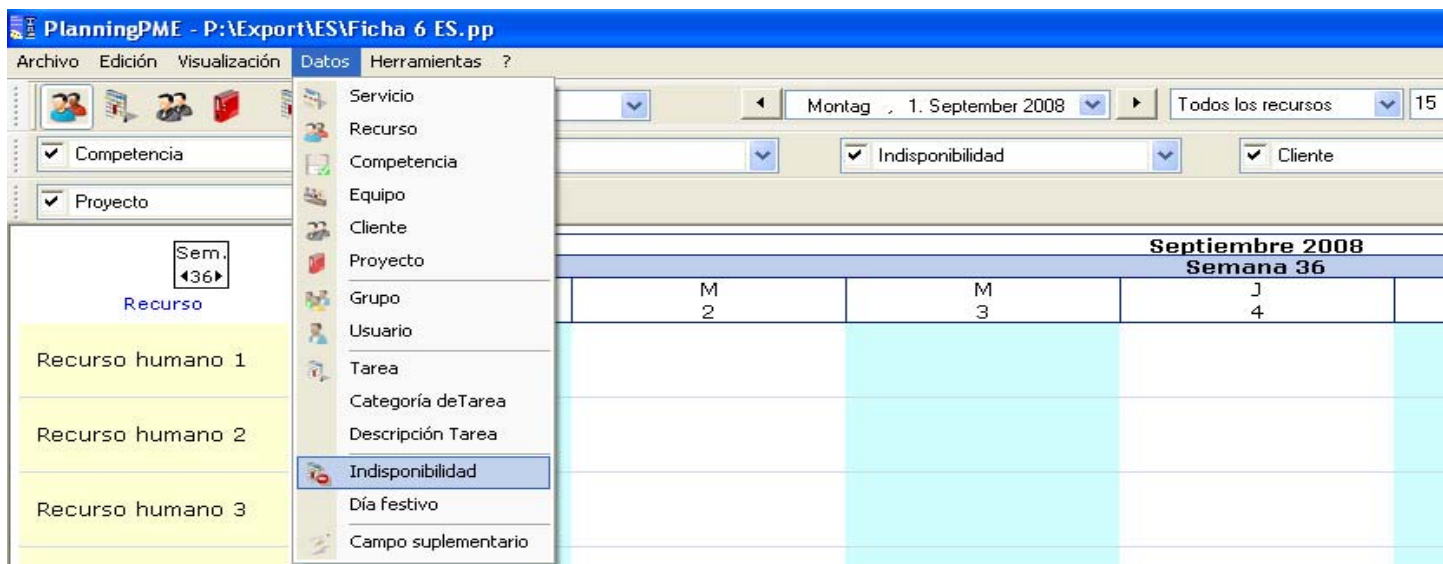 PlanningPME - P:\Export\ES\Ficha 6 ES.pp
Archivo Edición Visualización Datos Herramientas ?
Montag , 1. September 2008 Todos los recursos 15
Competencia Indisponibilidad Cliente
Proyecto
Servicio
Recurso
Competencia
Equipo
Cliente
Proyecto
Grupo
Usuario
Tarea
Categoría deTarea
Descripción Tarea
Indisponibilidad
Día festivo
Campo suplementario
Sem.
36
Recurso
Septiembre 2008
Semana 36
M M J
2 3 4
Recurso humano 1
Recurso humano 2
Recurso humano 3